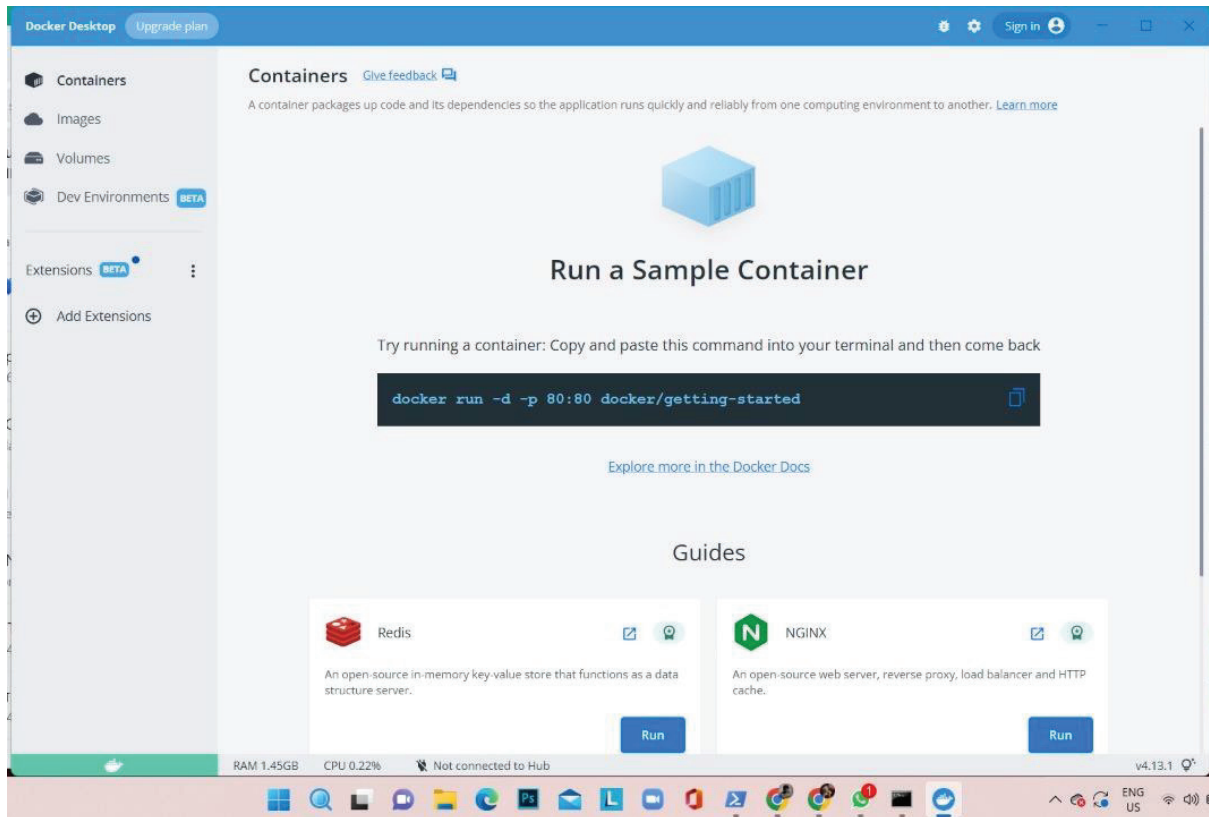 Docker Desktop Upgrade plan Sign in
Containers
Images
Volumes
Dev Environments BETA
Extensions BETA
Add Extensions
Containers Give feedback
A container packages up code and its dependencies so the application runs quickly and reliably from one computing environment to another. Learn more
Run a Sample Container
Try running a container: Copy and paste this command into your terminal and then come back
docker run -d -p 80:80 docker/getting-started
Explore more in the Docker Docs
Guides
Redis
An open-source in-memory key-value store that functions as a data
structure server.
Run
NGINX
An open-source web server, reverse proxy, load balancer and HTTP
cache.
Run
RAM 1.45GB CPU 0.22% Not connected to Hub v4.13.1
Ps L 1 ENG
US